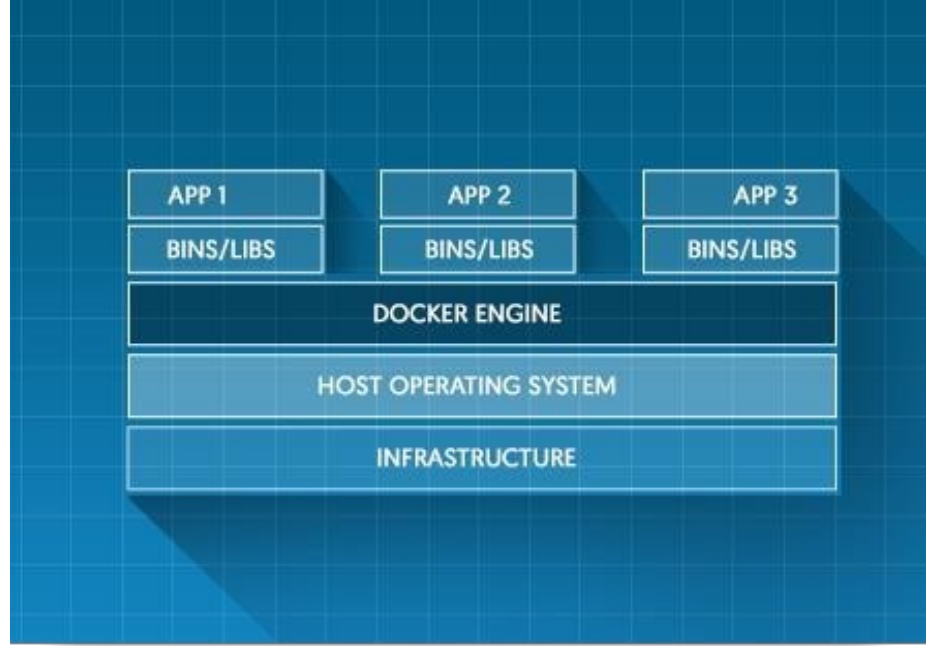 APP 1 APP 2 APP 3
BINS/LIBS BINS/LIBS BINS/LIBS
DOCKER ENGINE
HOST OPERATING SYSTEM
INFRASTRUCTURE